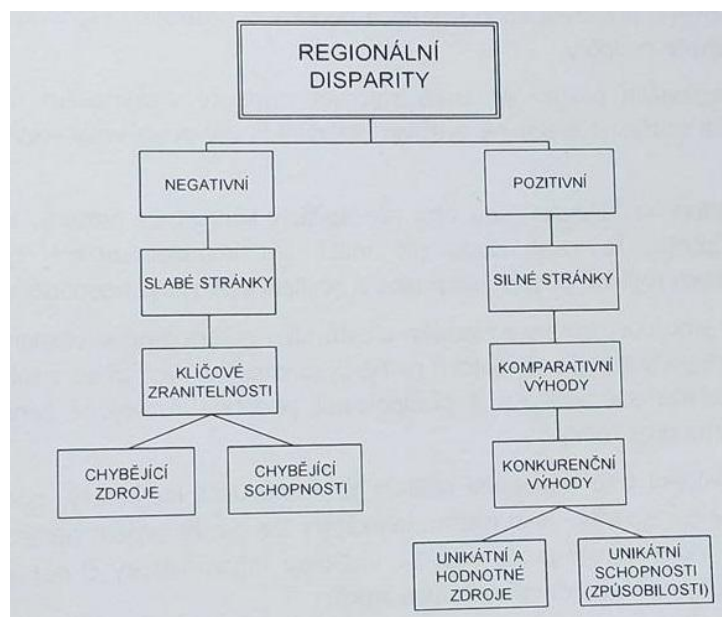 REGIONÁLNÍ
DISPARITY
NEGATIVNÍ
POZITIVNÍ
SLABÉ STRÁNKY
SILNÉ STRÁNKY
KLÍČOVÉ
ZRANITELNOSTI
KOMPARATIVNÍ
VÝHODY
CHYBĚJÍCÍ
ZDROJE
CHYBĚJÍCÍ
SCHOPNOSTI
KONKURENČNÍ
VÝHODY
UNIKÁTNÍ A
HODNOTNÉ
ZDROJE
UNIKÁTNÍ
SCHOPNOSTI
(ZPŮSOBILOSTI)